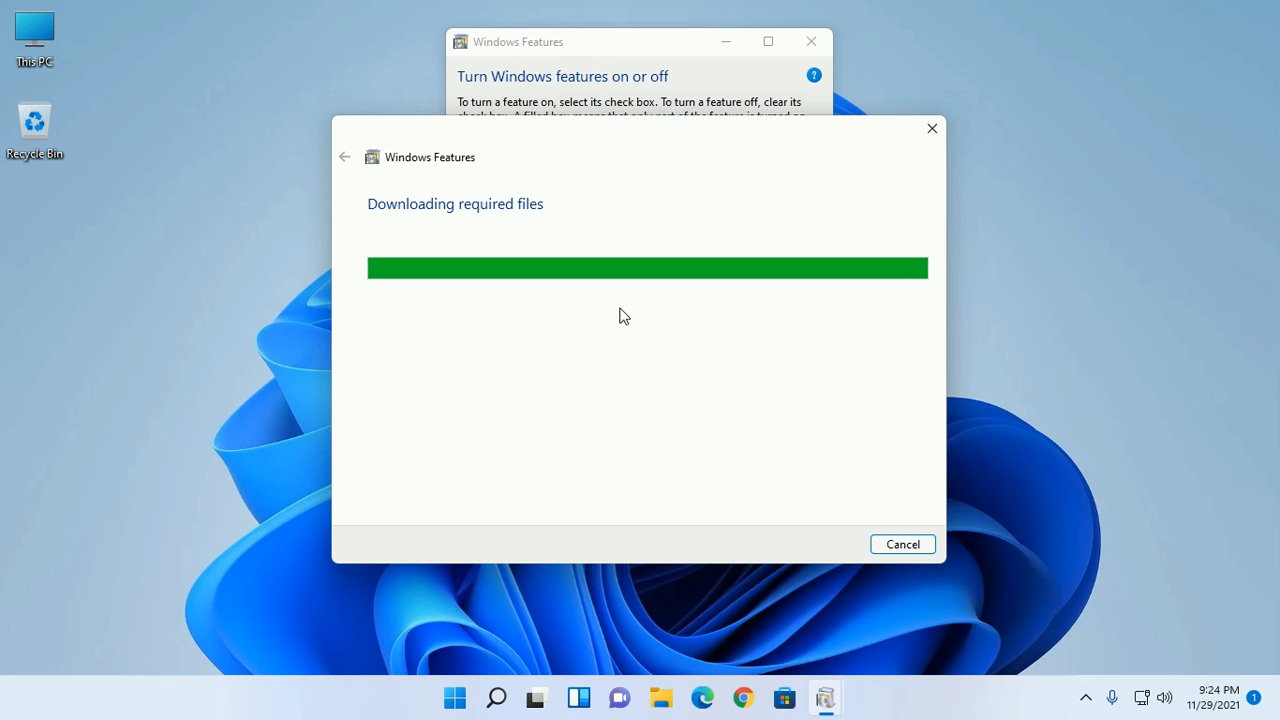 This PC
Recycle Bin
Windows Features
Turn Windows features on or off
?
To turn a feature on, select its check box. To turn a feature off, clear its
check box. A filled box means that only part of the feature is turned on.
Windows Features
Downloading required files
Cancel
9:24 PM
11/29/2021
1